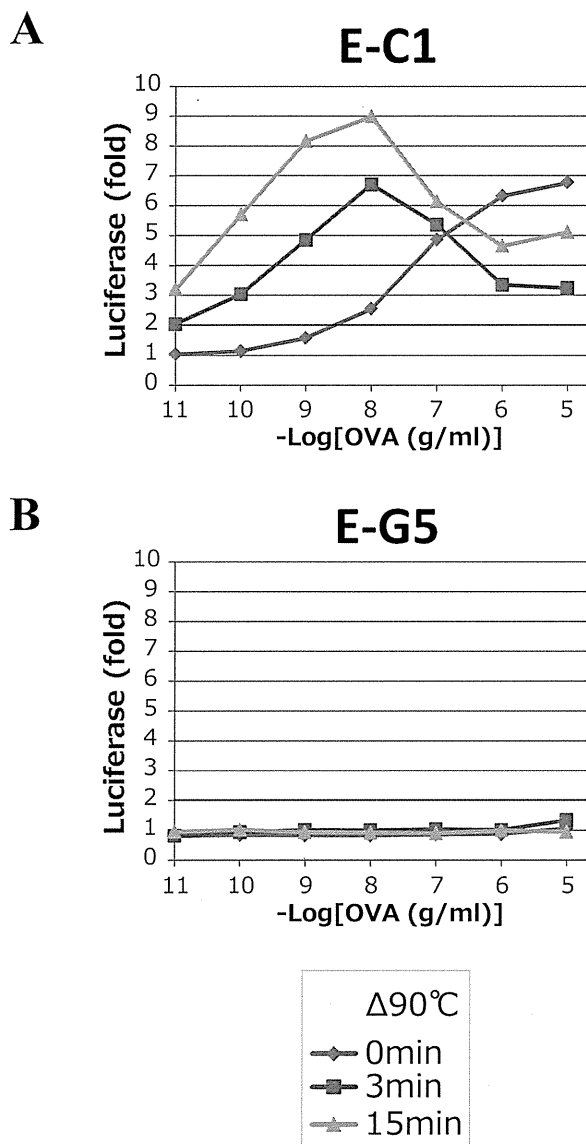 A
E-C1
10
9
8
7
6
5
4
3
2
1
0
Luciferase (fold)
11 10 9 8 7 6 5
-Log[OVA (g/ml)]
B
E-G5
10
9
8
7
6
5
4
3
2
1
0
Luciferase (fold)
11 10 9 8 7 6 5
-Log[OVA (g/ml)]
Δ90℃
0min
3min
15min